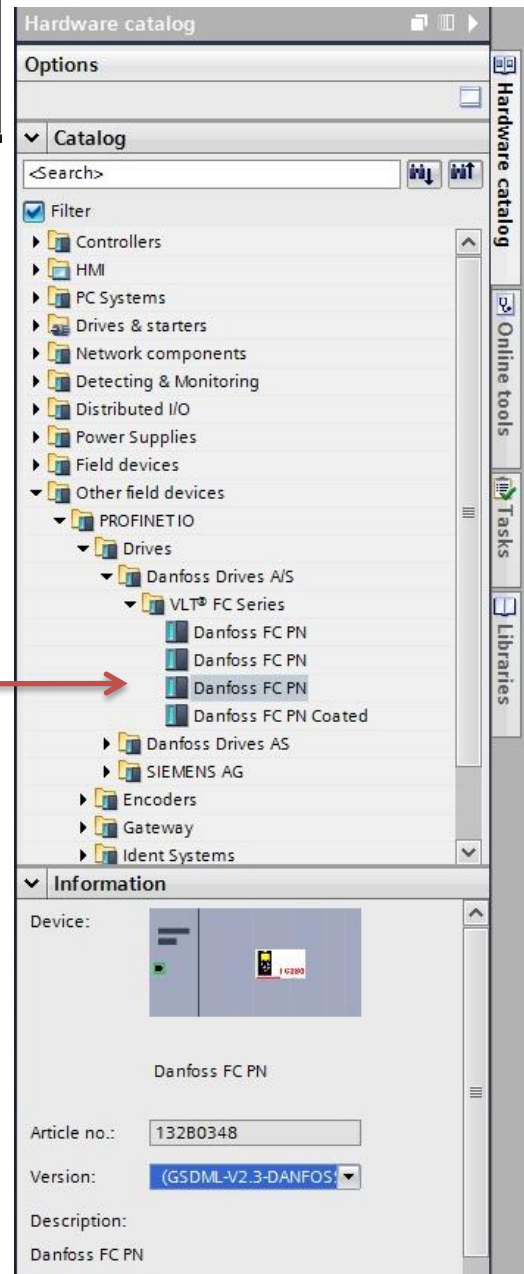 Hardware catalog
Options
Catalog
<Search>
Filter
Controllers
HMI
PC Systems
Drives & starters
Network components
Detecting & Monitoring
Distributed I/O
Power Supplies
Field devices
Other field devices
PROFINET IO
Drives
Danfoss Drives A/S
VLT® FC Series
Danfoss FC PN
Danfoss FC PN
Danfoss FC PN
Danfoss FC PN Coated
Danfoss Drives AS
SIEMENS AG
Encoders
Gateway
Ident Systems
Information
Device:
Danfoss FC PN
Article no.:
132B0348
Version:
(GSDML-V2.3-DANFOS
Description:
Danfoss FC PN
Hardware catalog
Online tools
Tasks
Libraries